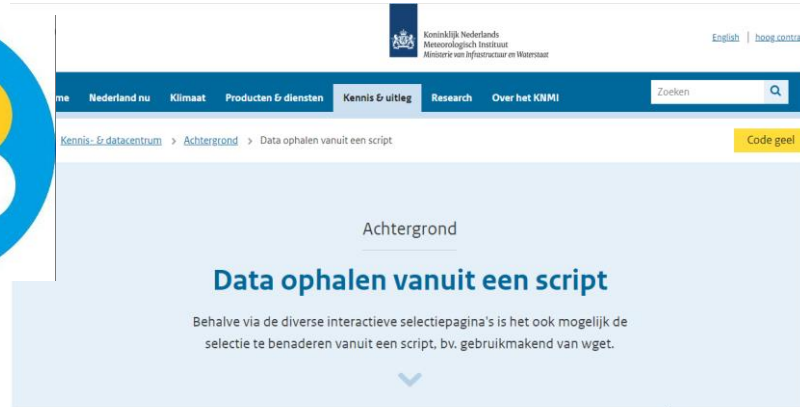 Koninklijk Nederlands
Meteorologisch Instituut
Ministerie van Infrastructuur en Waterstaat
English | hoog contra
me Nederland nu Klimaat Producten & diensten Kennis & uitleg Research Over het KNMI
Zoeken
Kennis- & datacentrum > Achtergrond > Data ophalen vanuit een script
Code geel
Achtergrond
Data ophalen vanuit een script
Behalve via de diverse interactieve selectiepagina's is het ook mogelijk de
selectie te benaderen vanuit een script, bv. gebruikmakend van wget.